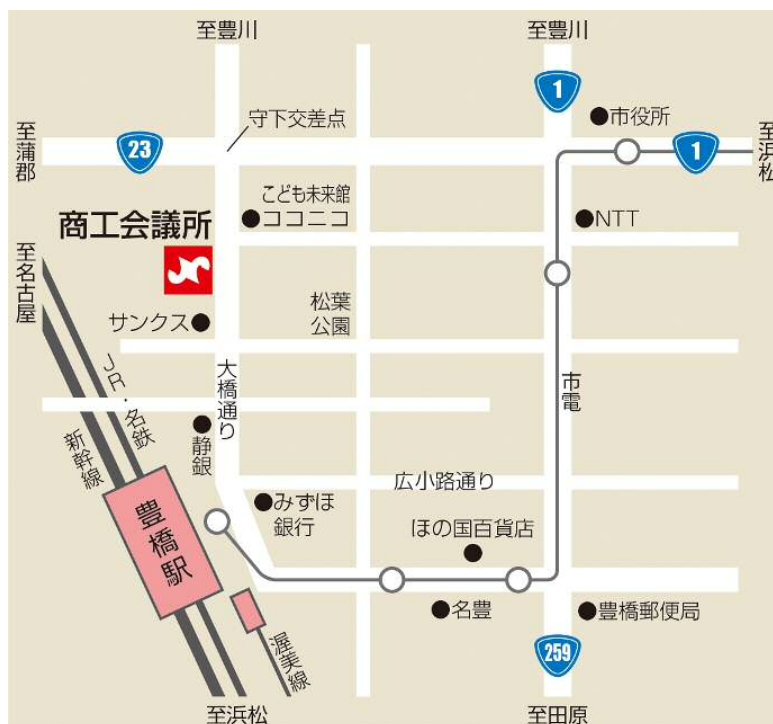 至豊川
至豊川
1
市役所
守下交差点
至蒲郡
23
1
至浜松
こども未来館
ココニコ
NTT
商工会議所
至名古屋
松葉
公園
サンクス
JR・名鉄
大橋通り
市電
新幹線
静銀
広小路通り
みずほ
銀行
ほの国百貨店
豊橋駅
名豊
豊橋郵便局
渥美線
259
至浜松
至田原